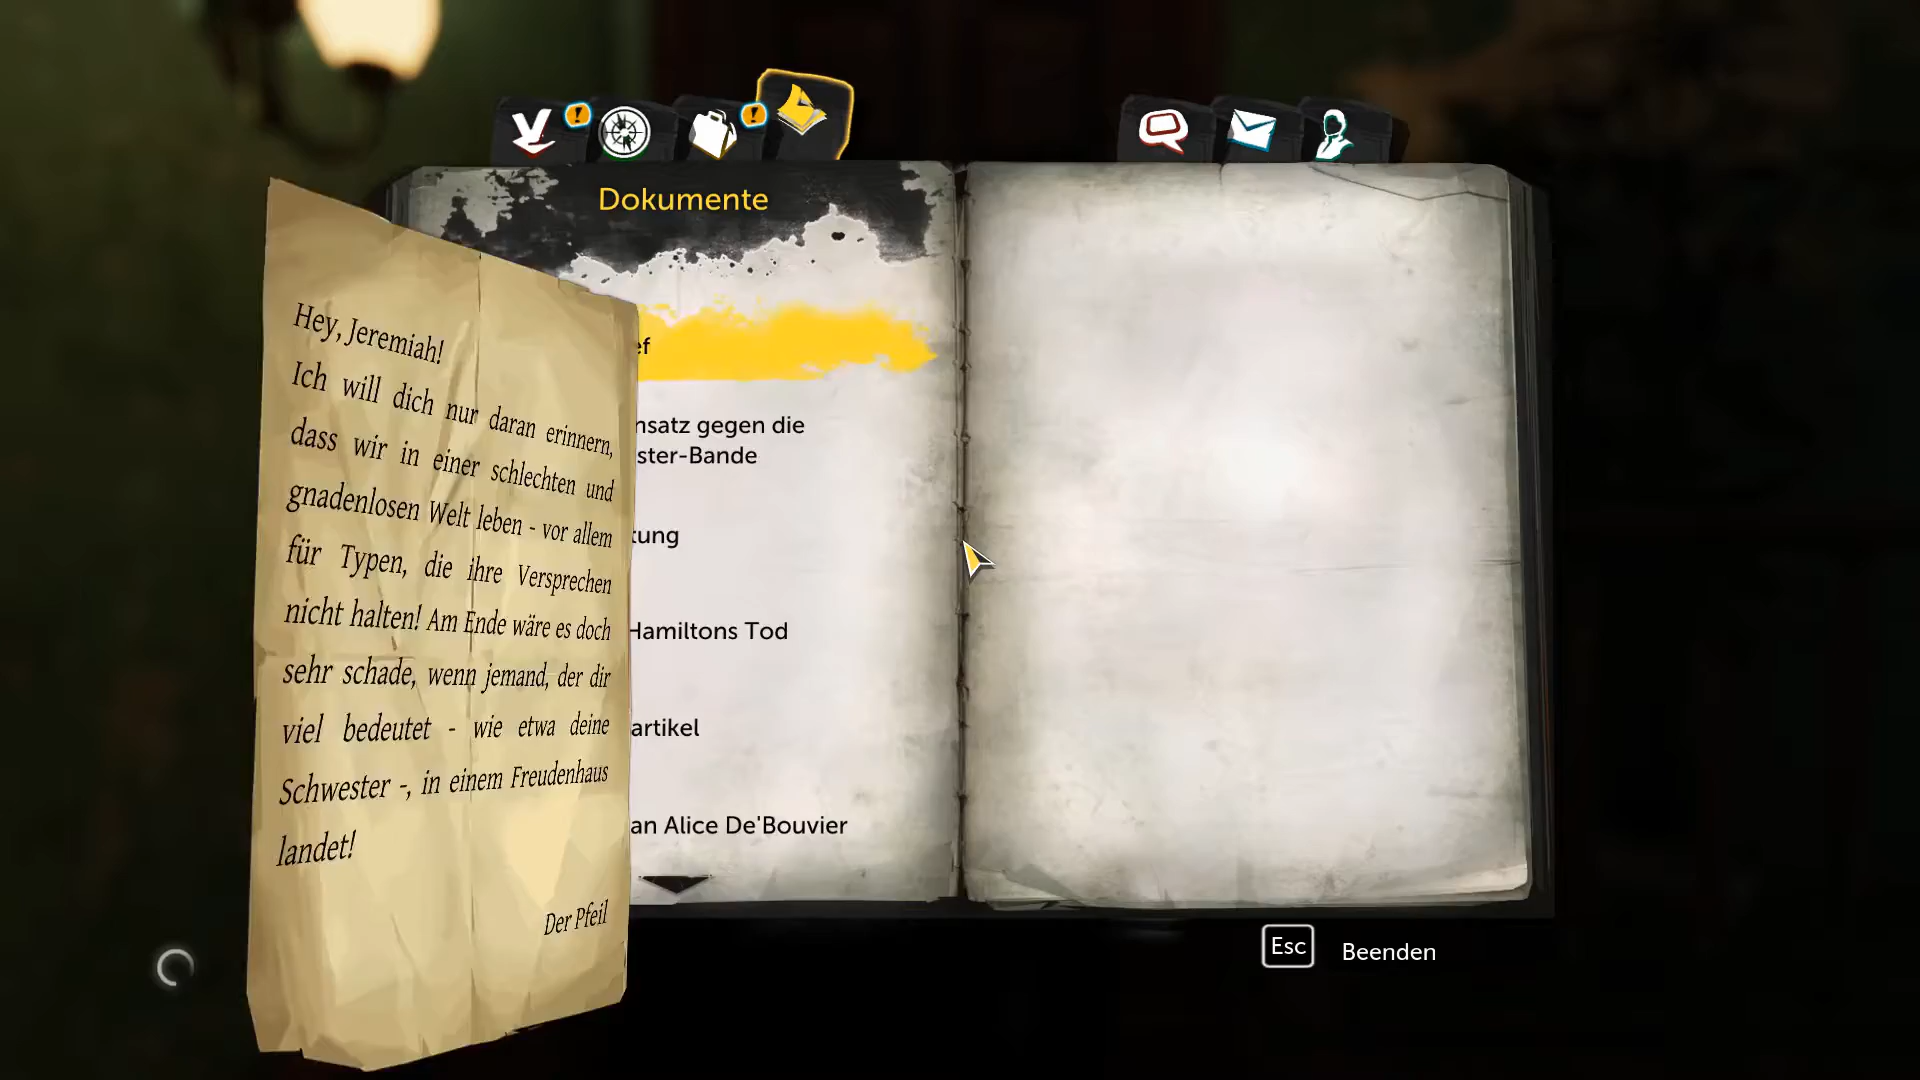 Dokumente
Hey, Jeremiah!
Ich will dich nur daran erinnern,
dass wir in einer schlechten und
gnadenlosen Welt leben - vor allem
für Typen, die ihre Versprechen
nicht halten! Am Ende wäre es doch
sehr schade, wenn jemand, der dir
viel bedeutet - wie etwa deine
Schwester -, in einem Freudenhaus
landet!
Der Pfeil
ef
nsatz gegen die
ster-Bande
tung
Hamiltons Tod
artikel
an Alice De'Bouvier
Esc Beenden